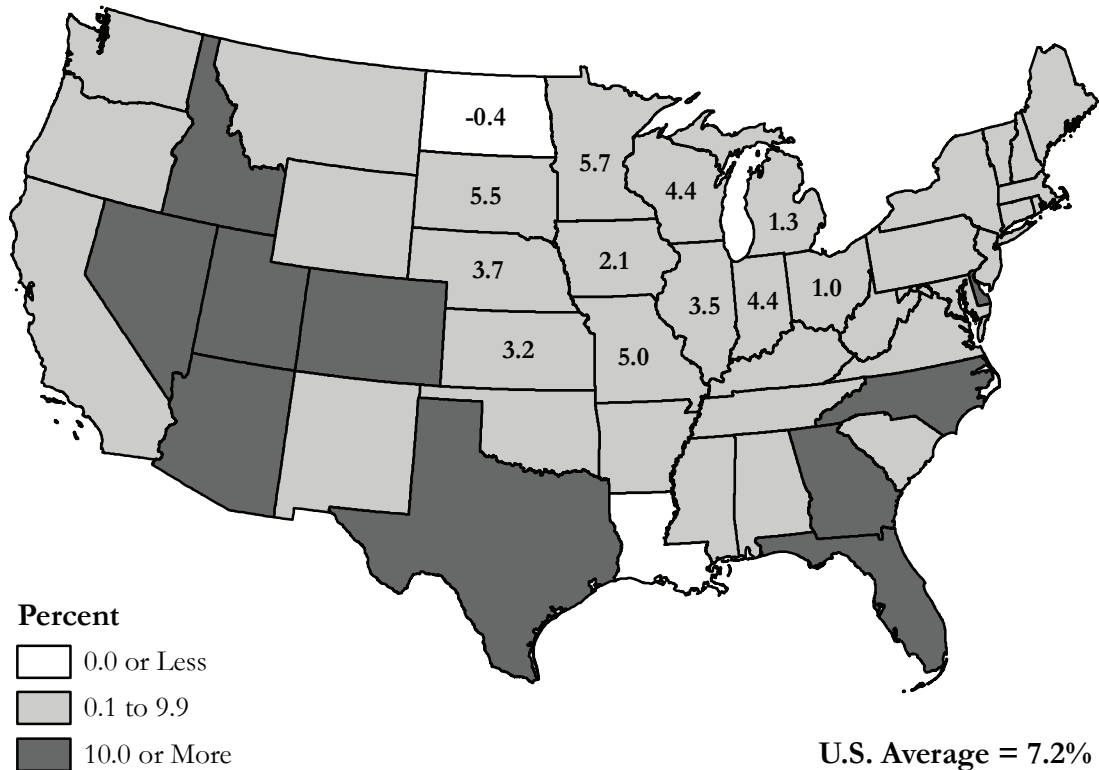 -0.4
5.7
5.5
4.4
1.3
3.7
2.1
3.5
4.4
1.0
3.2
5.0
Percent
0.0 or Less
0.1 to 9.9
10.0 or More
U.S. Average = 7.2%